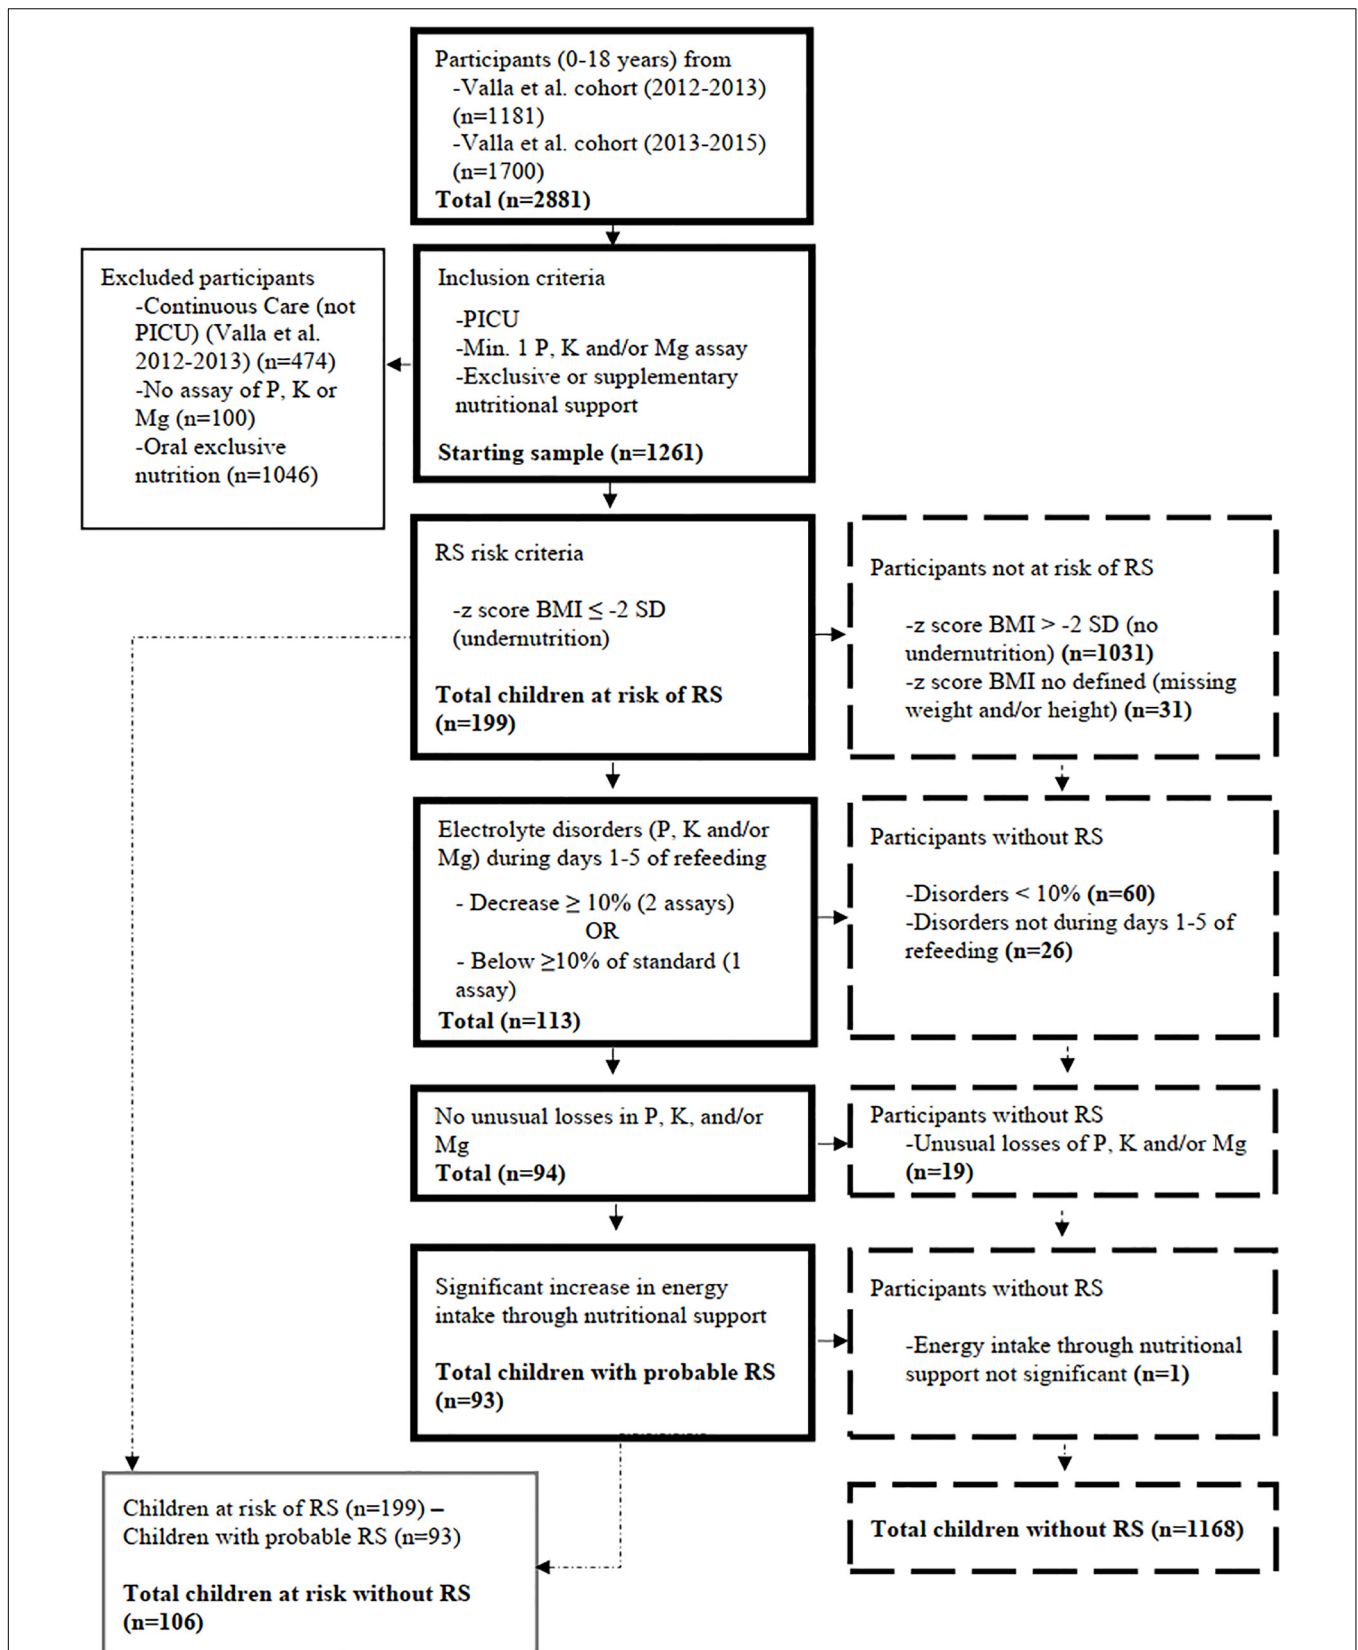 Participants (0-18 years) from
-Valla et al. cohort (2012-2013)
(n=1181)
-Valla et al. cohort (2013-2015)
(n=1700)
Total (n=2881)
Excluded participants
-Continuous Care (not
PICU) (Valla et al.
2012-2013) (n=474)
-No assay of P, K or
Mg (n=100)
-Oral exclusive
nutrition (n=1046)
Inclusion criteria
-PICU
-Min. 1 P, K and/or Mg assay
-Exclusive or supplementary
nutritional support
Starting sample (n=1261)
RS risk criteria
-z score BMI ≤ -2 SD
(undernutrition)
Total children at risk of RS
(n=199)
Participants not at risk of RS
-z score BMI > -2 SD (no
undernutrition) (n=1031)
-z score BMI no defined (missing
weight and/or height) (n=31)
Electrolyte disorders (P, K and/or
Mg) during days 1-5 of refeeding
- Decrease ≥ 10% (2 assays)
OR
- Below ≥10% of standard (1
assay)
Total (n=113)
Participants without RS
-Disorders < 10% (n=60)
-Disorders not during days 1-5 of
refeeding (n=26)
No unusual losses in P, K, and/or
Mg
Total (n=94)
Participants without RS
-Unusual losses of P, K and/or Mg
(n=19)
Significant increase in energy
intake through nutritional support
Total children with probable RS
(n=93)
Participants without RS
-Energy intake through nutritional
support not significant (n=1)
Children at risk of RS (n=199) –
Children with probable RS (n=93)
Total children at risk without RS
(n=106)
Total children without RS (n=1168)